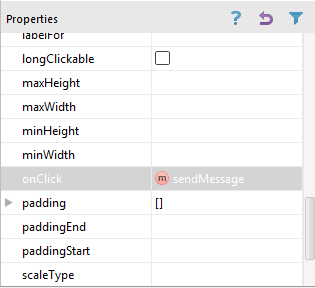 Properties
labelFor
longClickable
maxHeight
maxWidth
minHeight
minWidth
onClick m sendMessage
padding []
paddingEnd
paddingStart
scaleType